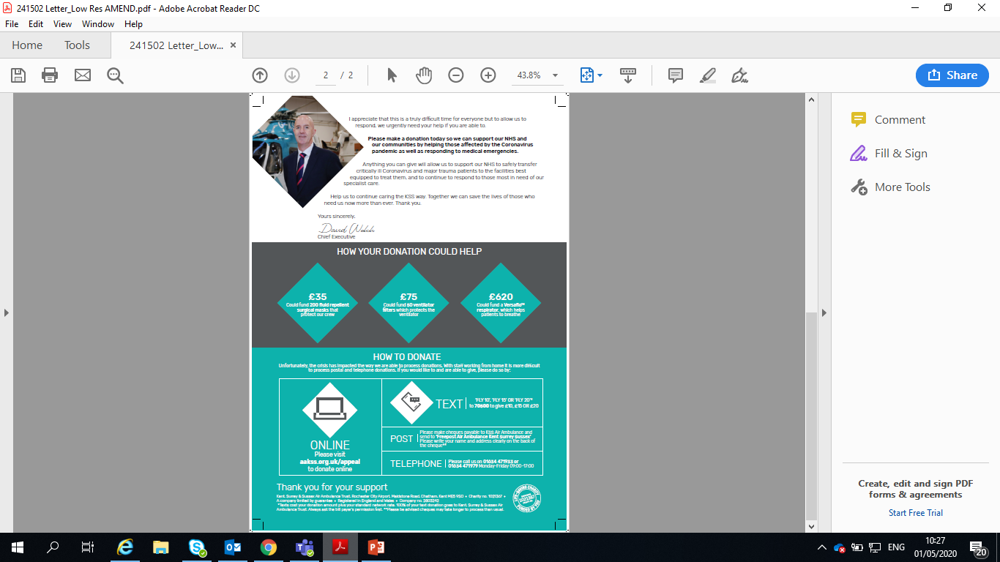 241502 Letter_Low Res AMEND.pdf - Adobe Acrobat Reader DC
File Edit View Window Help
Home Tools 241502 Letter_Low... ×
2 / 2 43.8% Share
I appreciate that this is a truly difficult time for everyone but to allow us to
respond, we urgently need your help if you are able to.
Please make a donation today so we can support our NHS and
our communities by helping those affected by the Coronavirus
pandemic as well as responding to medical emergencies.
Anything you can give will allow us to support our NHS to safely transfer
critically ill Coronavirus and major trauma patients to the facilities best
equipped to treat them, and to continue to respond to those most in need of our
specialist care.
Help us to continue caring the KSS way. Together we can save the lives of those who
need us now more than ever. Thank you.
Yours sincerely,
David Welch
Chief Executive
HOW YOUR DONATION COULD HELP
£35
Could fund 200 fluid repellent
surgical masks that
protect our crew
£75
Could fund 60 ventilator
filters which protects the
ventilator
£620
Could fund a Versaflo™
respirator, which helps
patients to breathe
HOW TO DONATE
Unfortunately, the crisis has impacted the way we are able to process donations. With staff working from home it is more difficult
to process postal and telephone donations. If you would like to and are able to give, please do so by:
ONLINE
Please visit
aakss.org.uk/appeal
to donate online
TEXT
'FLY 10', 'FLY 15' OR 'FLY 20'*
to 70600 to give £10, £15 OR £20
POST
Please make cheques payable to KSS Air Ambulance and
send to 'Freepost Air Ambulance Kent Surrey Sussex'
Please write your name and address clearly on the back of
the cheque**
TELEPHONE
Please call us on 01634 471933 or
01634 471979 Monday-Friday 09:00-17:00
Thank you for your support
Kent, Surrey & Sussex Air Ambulance Trust, Rochester City Airport, Maidstone Road, Chatham, Kent ME5 9SD • Charity no. 1021367 •
A company limited by guarantee • Registered in England and Wales • Company no. 2803242
*Texts cost your donation amount plus your standard network rate. 100% of your text donation goes to Kent, Surrey & Sussex Air
Ambulance Trust. Always ask the bill payer's permission first. **Please be advised cheques may take longer to process than usual.
Comment
Fill & Sign
More Tools
Create, edit and sign PDF
forms & agreements
Start Free Trial
ENG
10:27
01/05/2020
20